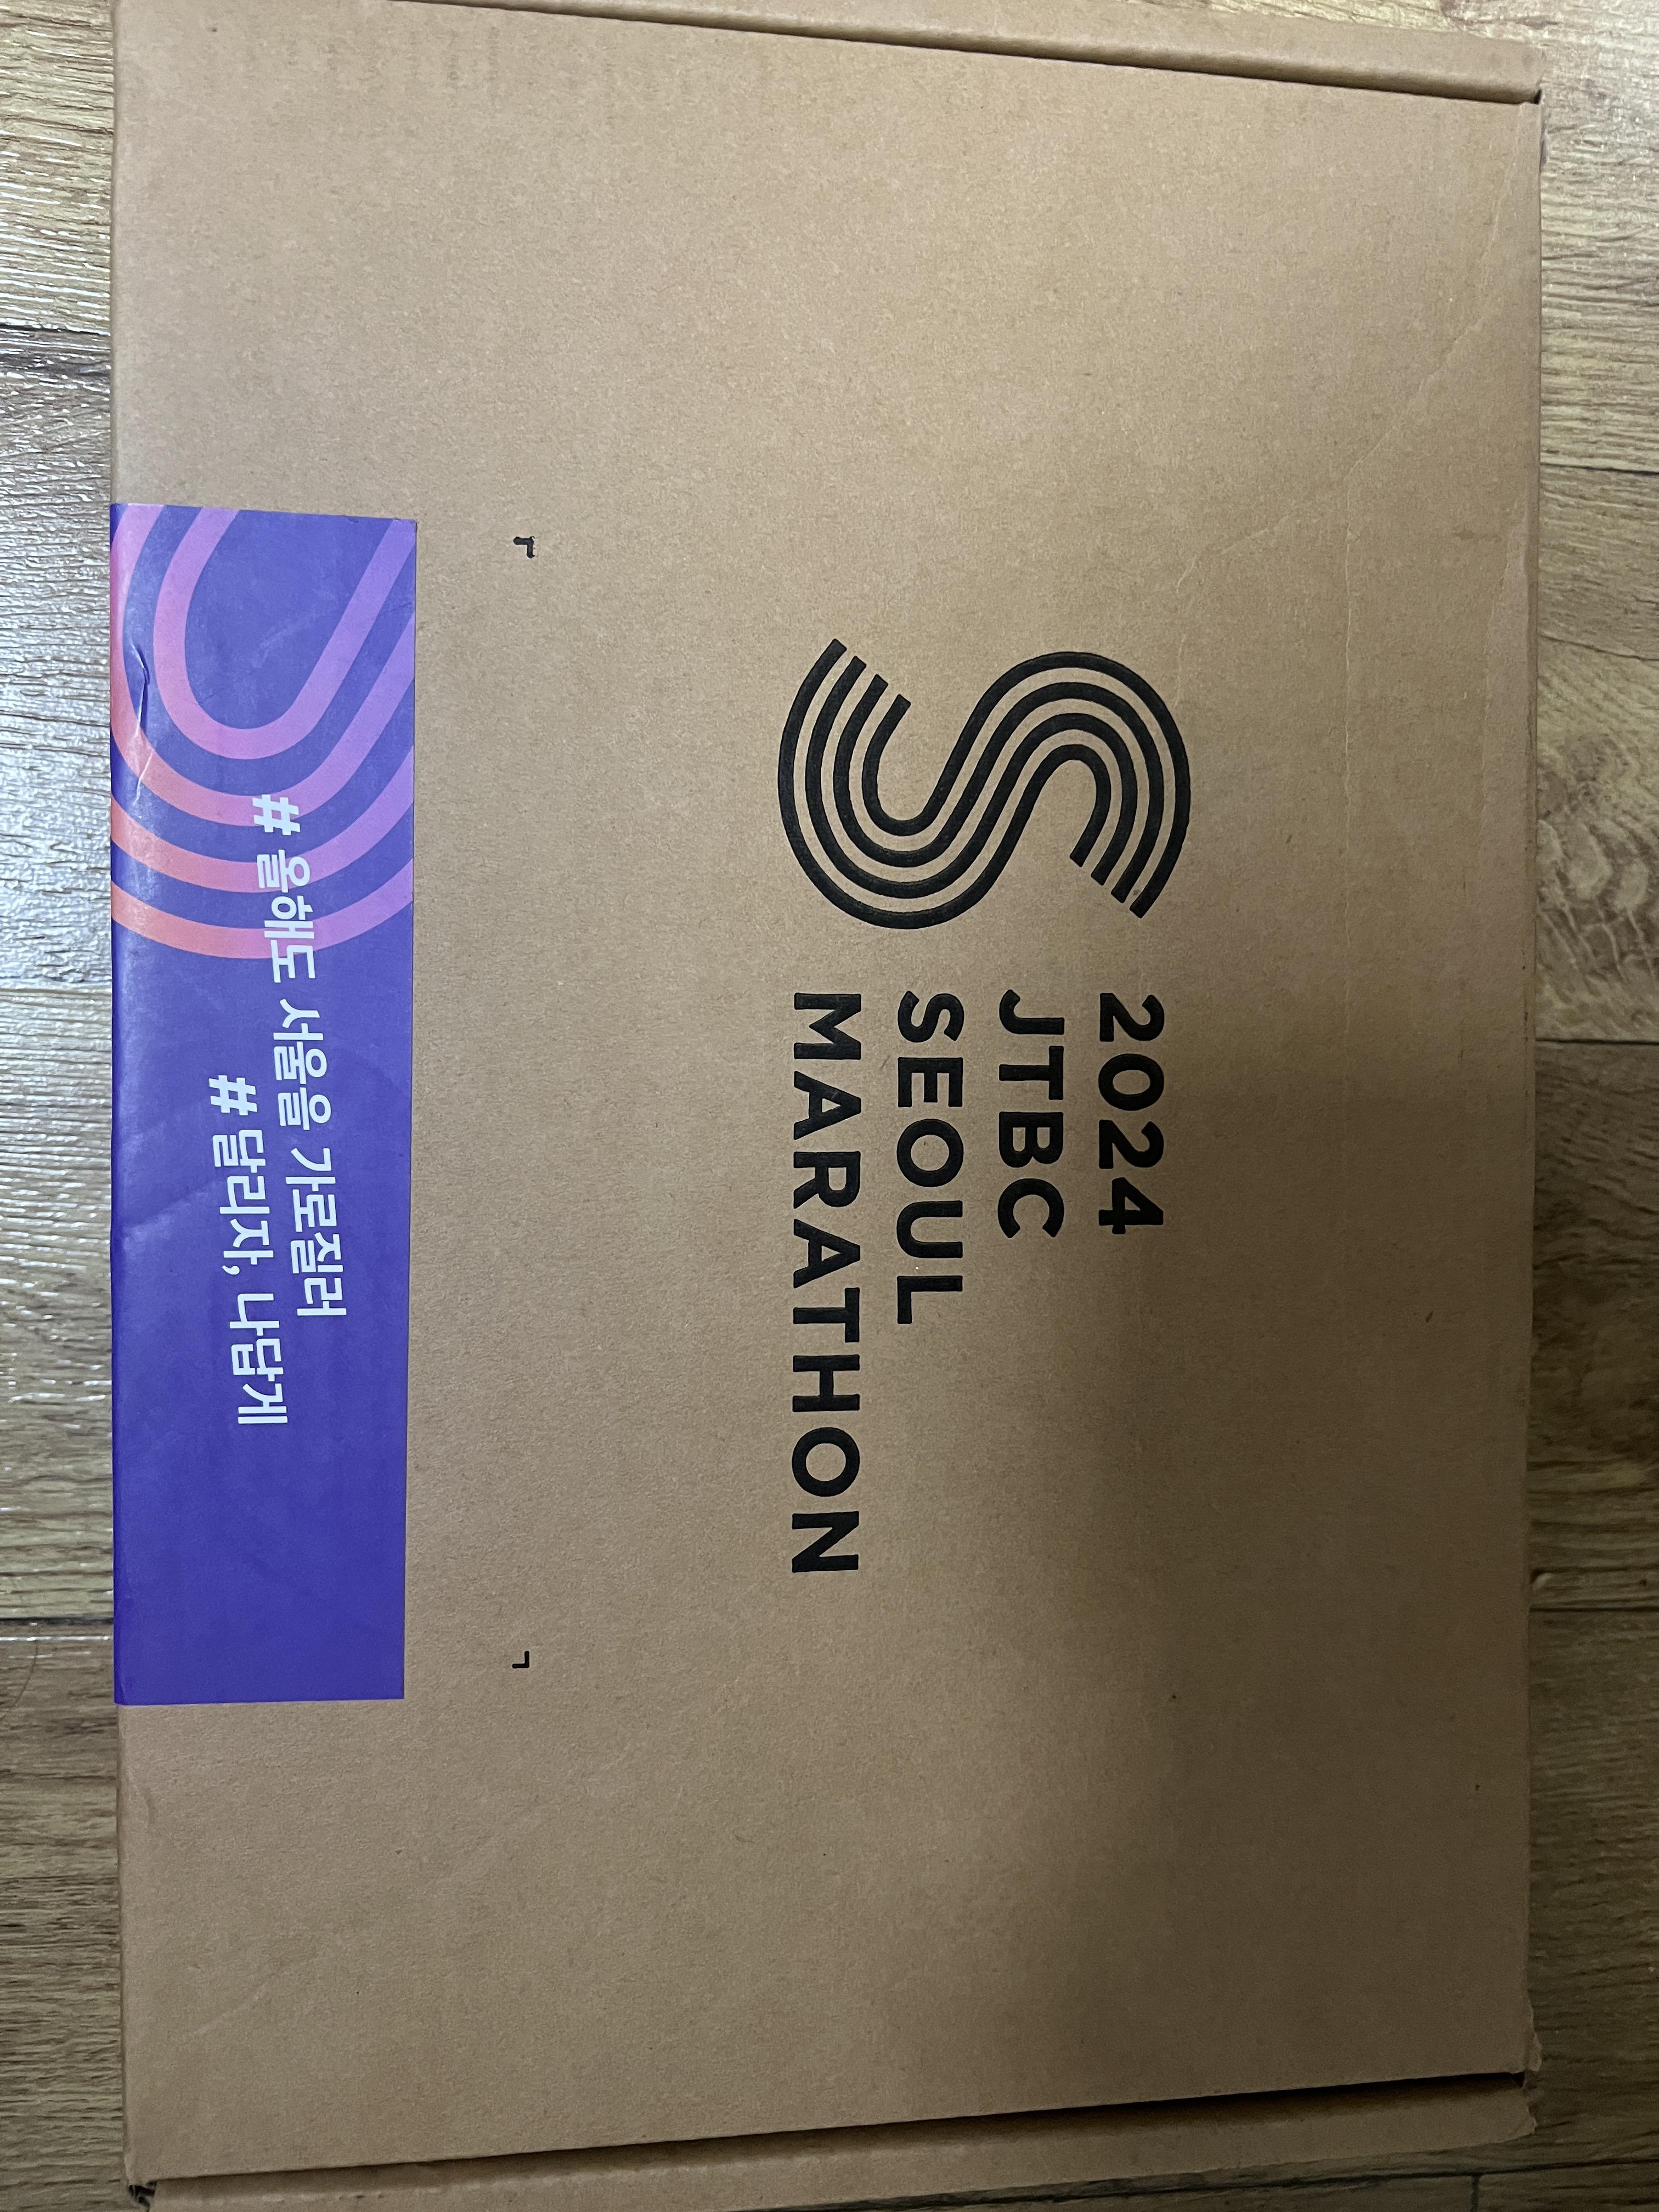 2024
JTBC
SEOUL
MARATHON
# 올해도 서울을 가로질러
# 달리자, 나답게